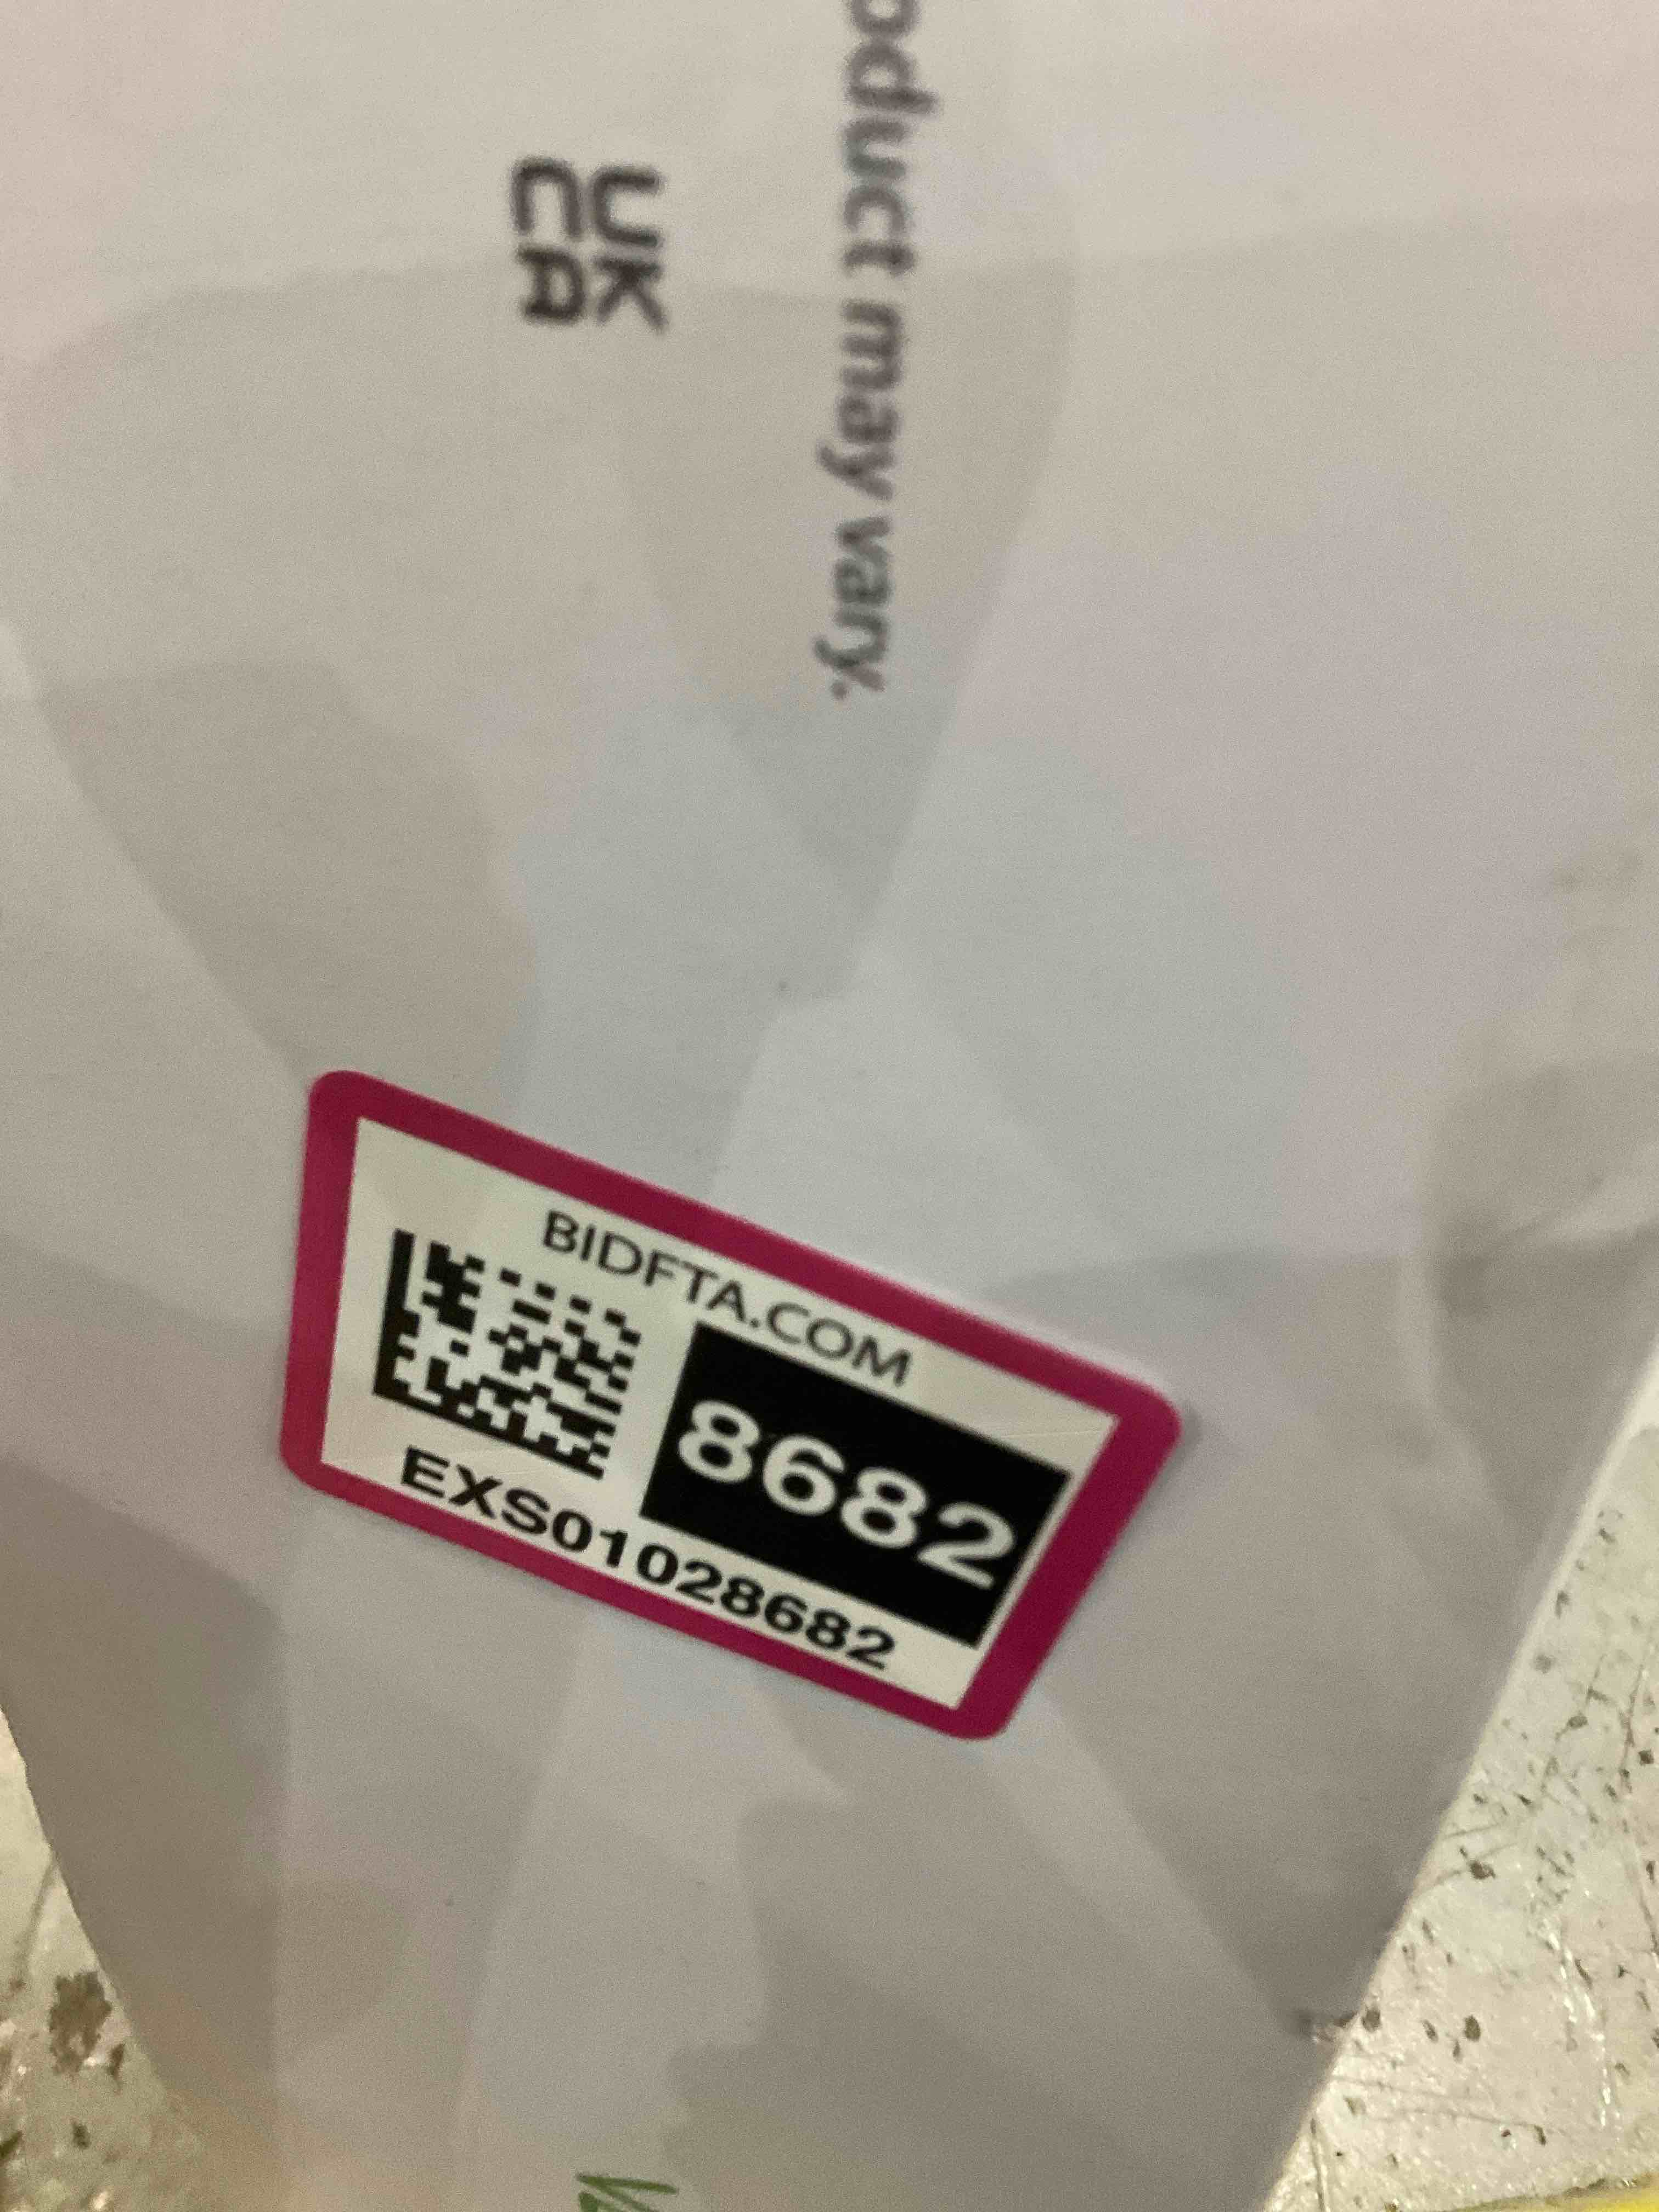 UK
CA
oduct may vary.
BIDFTA.COM
8682
EXS01028682